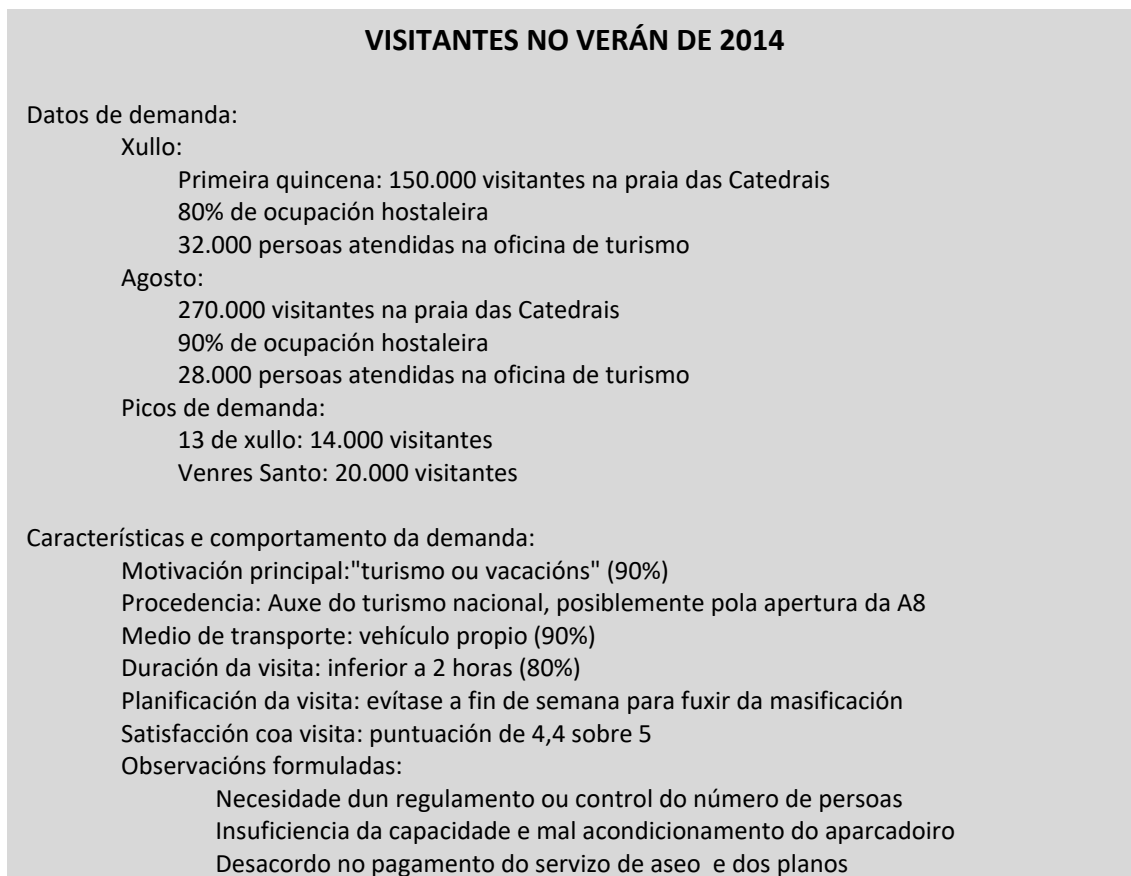 VISITANTES NO VERÁN DE 2014
Datos de demanda:
Xullo:
Primeira quincena: 150.000 visitantes na praia das Catedrais
80% de ocupación hostaleira
32.000 persoas atendidas na oficina de turismo
Agosto:
270.000 visitantes na praia das Catedrais
90% de ocupación hostaleira
28.000 persoas atendidas na oficina de turismo
Picos de demanda:
13 de xullo: 14.000 visitantes
Venres Santo: 20.000 visitantes
Características e comportamento da demanda:
Motivación principal:"turismo ou vacacións" (90%)
Procedencia: Auxe do turismo nacional, posiblemente pola apertura da A8
Medio de transporte: vehículo propio (90%)
Duración da visita: inferior a 2 horas (80%)
Planificación da visita: evítase a fin de semana para fuxir da masificación
Satisfacción coa visita: puntuación de 4,4 sobre 5
Observacións formuladas:
Necesidade dun regulamento ou control do número de persoas
Insuficiencia da capacidade e mal acondicionamento do aparcadoiro
Desacordo no pagamento do servizo de aseo e dos planos